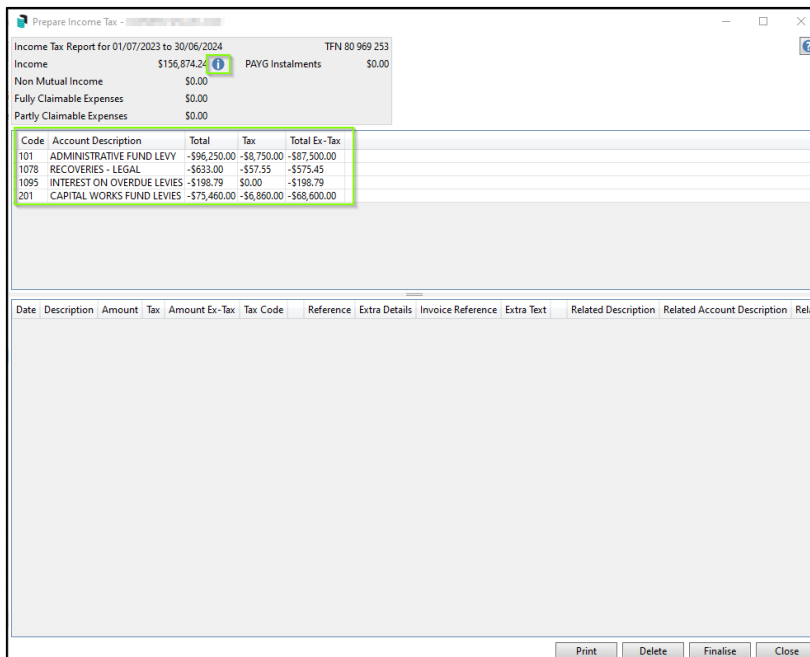 Prepare Income Tax -
Income Tax Report for 01/07/2023 to 30/06/2024 TFN 80 969 253
Income $156,874.24 PAYG Instalments $0.00
Non Mutual Income $0.00
Fully Claimable Expenses $0.00
Partly Claimable Expenses $0.00
Code Account Description Total Tax Total Ex-Tax
101 ADMINISTRATIVE FUND LEVY -$96,250.00 -$8,750.00 -$87,500.00
1078 RECOVERIES - LEGAL -$633.00 -$57.55 -$575.45
1095 INTEREST ON OVERDUE LEVIES -$198.79 $0.00 -$198.79
201 CAPITAL WORKS FUND LEVIES -$75,460.00 -$6,860.00 -$68,600.00
Date Description Amount Tax Amount Ex-Tax Tax Code Reference Extra Details Invoice Reference Extra Text Related Description Related Account Description
Print Delete Finalise Close